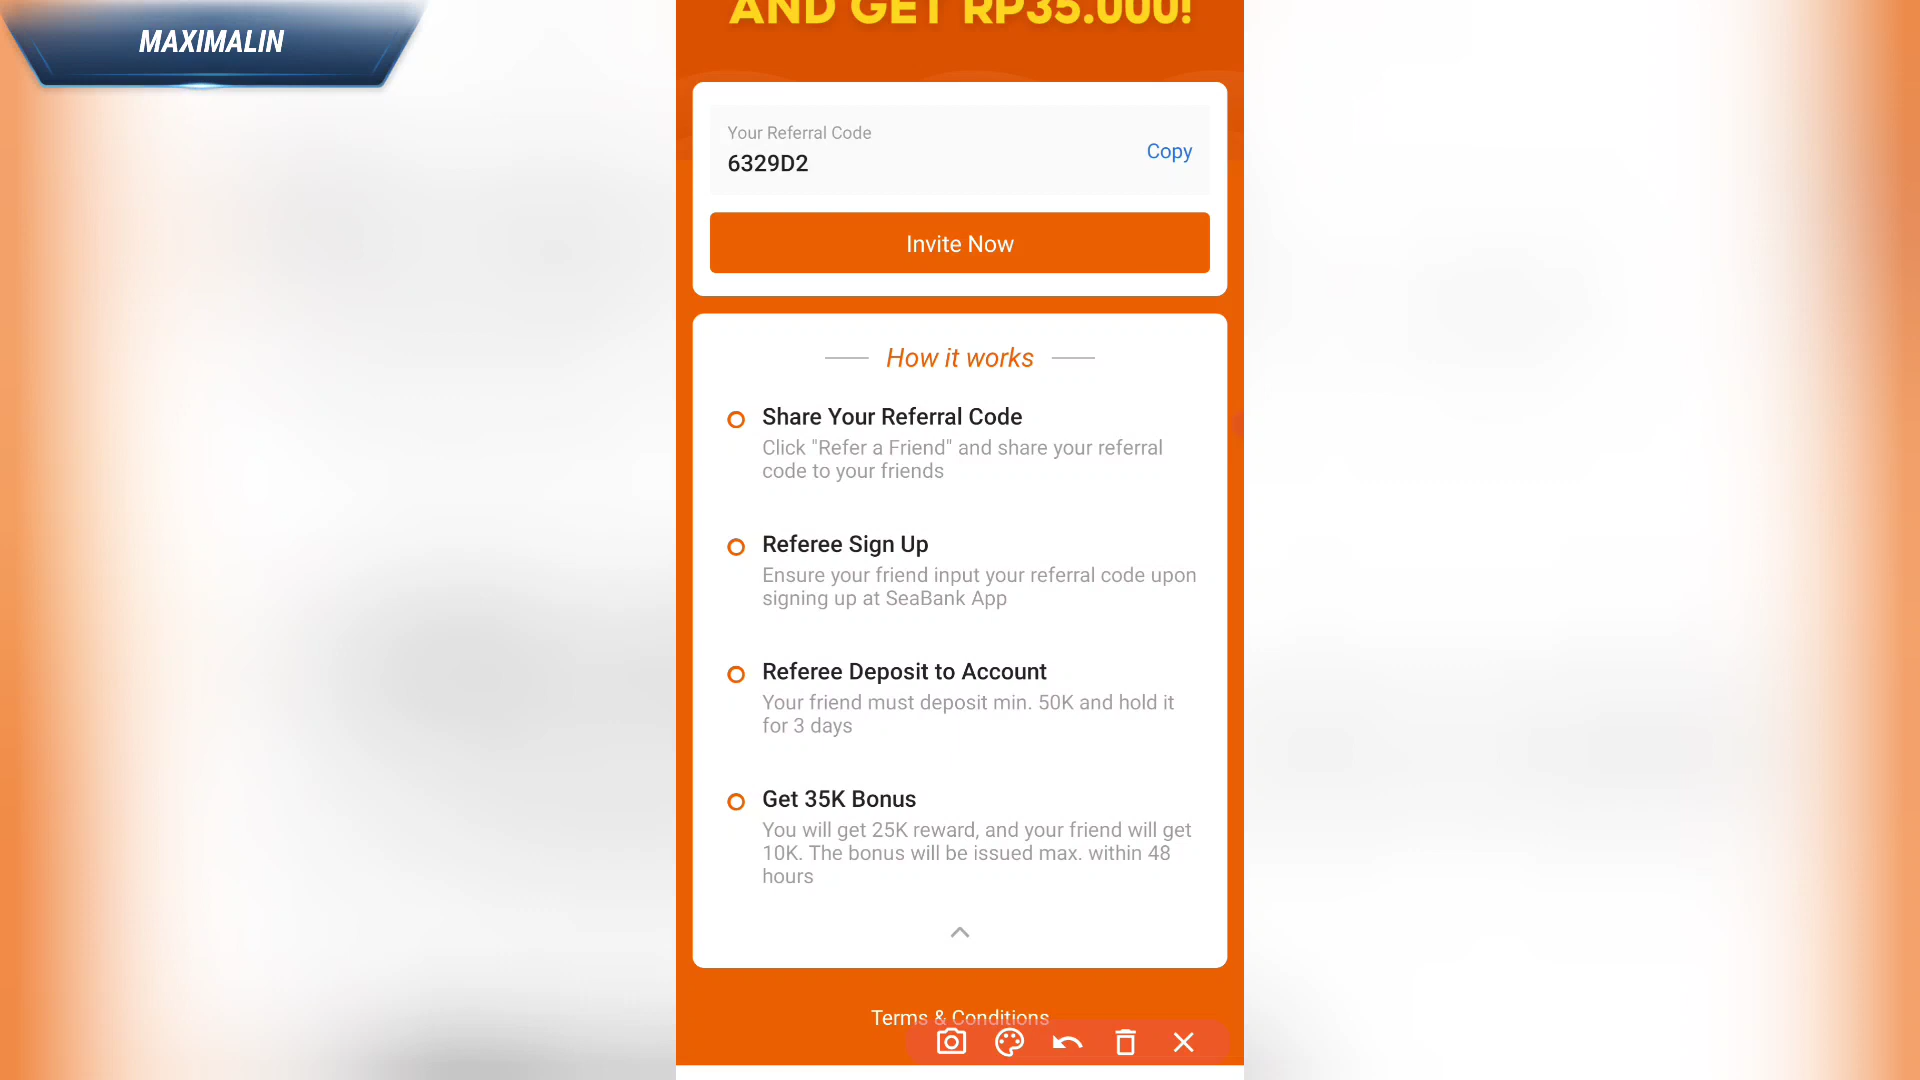 MAXIMALIN
AND GET RP35.000!
Your Referral Code
6329D2
Copy
Invite Now
How it works
Share Your Referral Code
Click "Refer a Friend" and share your referral
code to your friends
Referee Sign Up
Ensure your friend input your referral code upon
signing up at SeaBank App
Referee Deposit to Account
Your friend must deposit min. 50K and hold it
for 3 days
Get 35K Bonus
You will get 25K reward, and your friend will get
10K. The bonus will be issued max. within 48
hours
Terms & Conditions